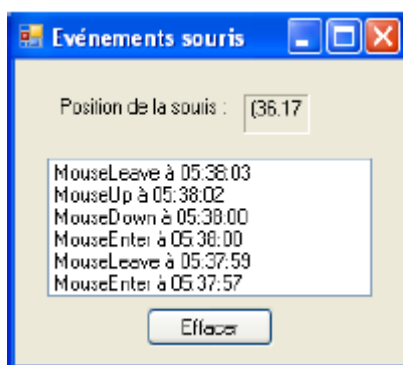 Evénements souris
Position de la souris : (36.17
MouseLeave à 05:38:03
MouseUp à 05:38:02
MouseDown à 05:38:00
MouseEnter à 05:38:00
MouseLeave à 05:37:59
MouseEnter à 05:37:57
Effacer